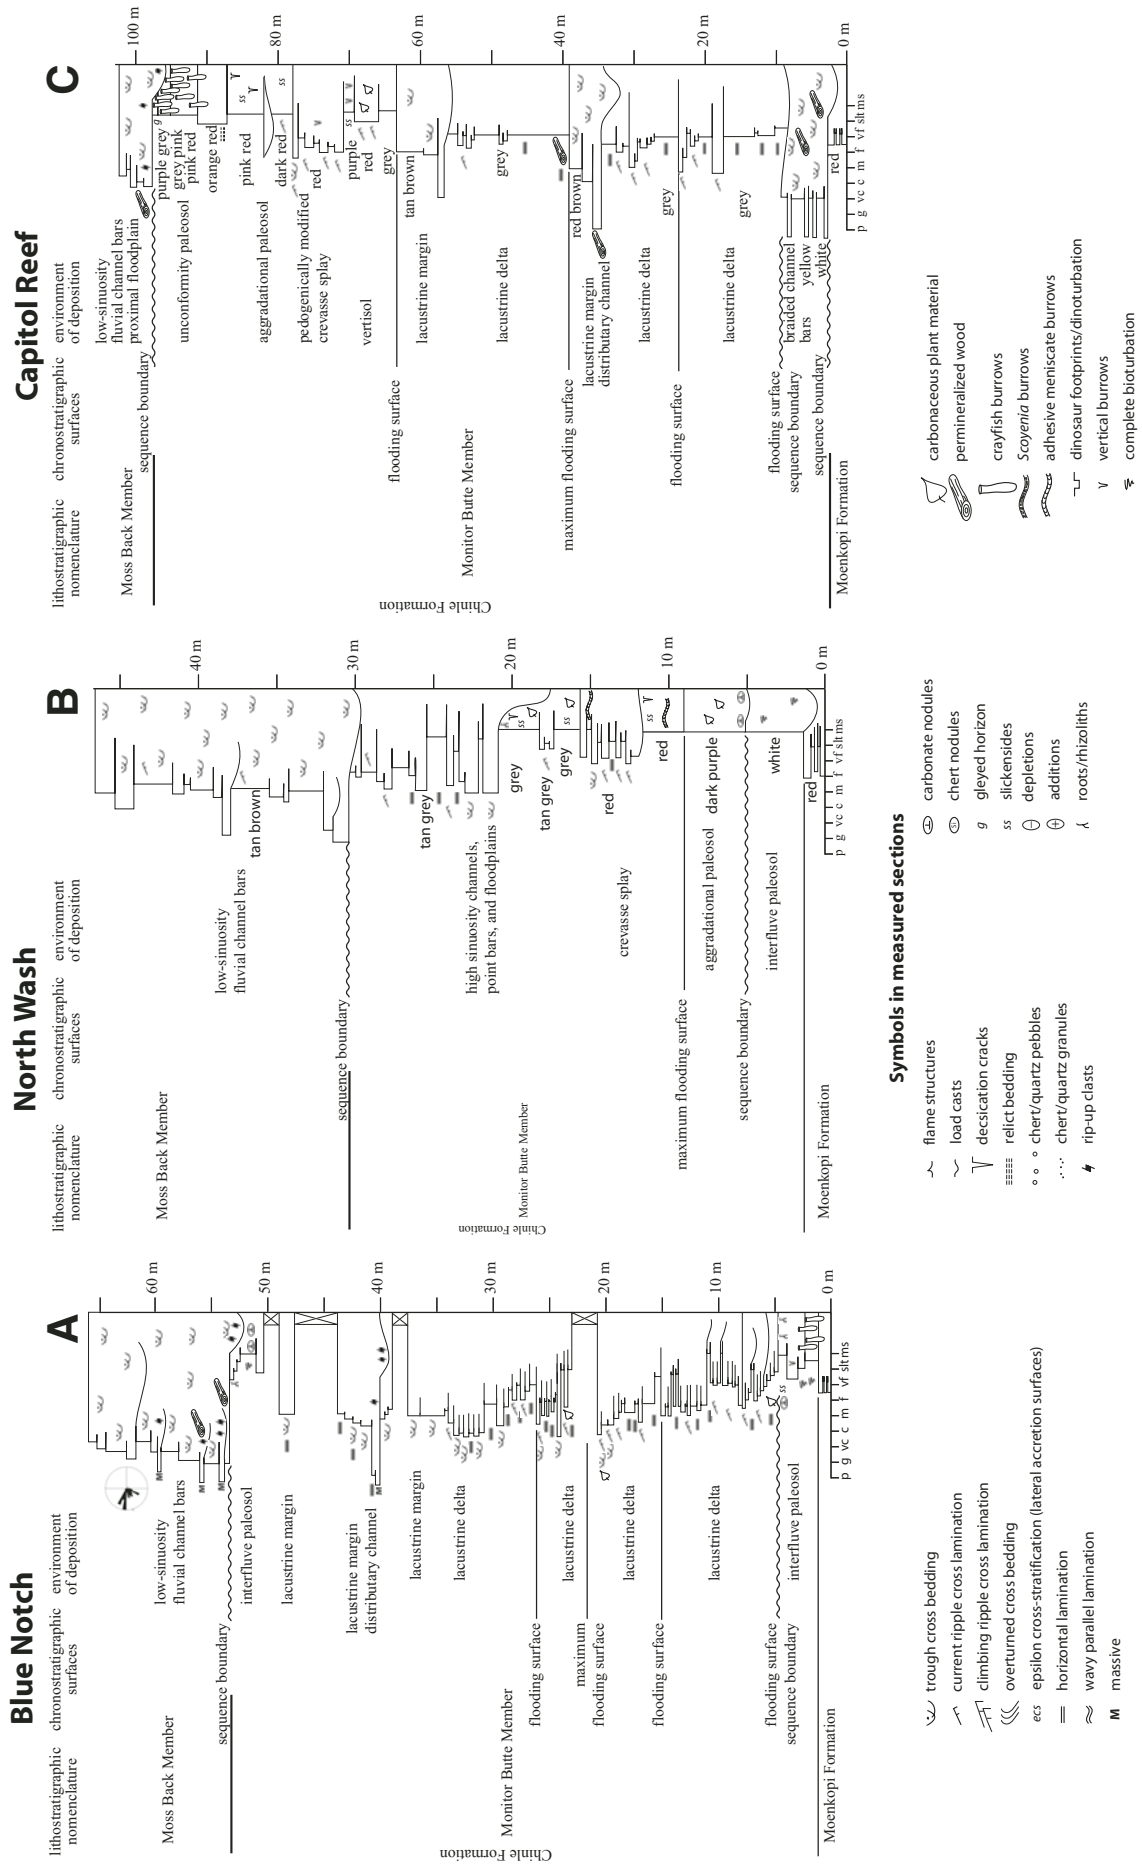 Blue Notch
A
lithostratigraphic
nomenclature
chronostratigraphic
surfaces
environment
of deposition
Moss Back Member
Chinle Formation
Monitor Butte Member
Moenkopi Formation
sequence boundary
flooding surface
maximum
flooding surface
flooding surface
flooding surface
sequence boundary
low-sinuosity
fluvial channel bars
interfluve paleosol
lacustrine margin
lacustrine margin
distributary channel
lacustrine margin
lacustrine delta
lacustrine delta
lacustrine delta
lacustrine delta
interfluve paleosol
M
M
M
M
ss
p g vc c m f vf slt ms
60 m
50 m
40 m
30 m
20 m
10 m
0 m
North Wash
B
lithostratigraphic
nomenclature
chronostratigraphic
surfaces
environment
of deposition
Moss Back Member
Chinle Formation
Monitor Butte Member
Moenkopi Formation
sequence boundary
maximum flooding surface
sequence boundary
low-sinuosity
fluvial channel bars
high sinuosity channels,
point bars, and floodplains
crevasse splay
aggradational paleosol
interfluve paleosol
tan brown
tan grey
grey
tan grey
grey
red
red
dark purple
white
red
ss
ss
ss
p g vc c m f vf slt ms
40 m
30 m
20 m
10 m
0 m
Capitol Reef
C
lithostratigraphic
nomenclature
chronostratigraphic
surfaces
environment
of deposition
Moss Back Member
Chinle Formation
Monitor Butte Member
Moenkopi Formation
sequence boundary
flooding surface
maximum flooding surface
flooding surface
flooding surface
sequence boundary
sequence boundary
low-sinuosity
fluvial channel bars
proximal floodplain
unconformity paleosol
aggradational paleosol
pedogenically modified
crevasse splay
vertisol
lacustrine margin
lacustrine delta
lacustrine margin
distributary channel
lacustrine delta
lacustrine delta
braided channel
bars
purple grey
grey pink
pink red
orange red
pink red
dark red
red
purple
red
grey
tan brown
grey
red brown
grey
grey
yellow
white
red
g
ss
ss
ss
p g vc c m f vf slt ms
100 m
80 m
60 m
40 m
20 m
0 m
Symbols in measured sections
trough cross bedding
current ripple cross lamination
climbing ripple cross lamination
overturned cross bedding
ecs epsilon cross-stratification (lateral accretion surfaces)
horizontal lamination
wavy parallel lamination
M massive
flame structures
load casts
decsication cracks
relict bedding
chert/quartz pebbles
chert/quartz granules
rip-up clasts
carbonate nodules
chert nodules
g gleyed horizon
ss slickensides
depletions
additions
roots/rhizoliths
carbonaceous plant material
permineralized wood
crayfish burrows
Scoyenia burrows
adhesive meniscate burrows
dinosaur footprints/dinoturbation
vertical burrows
complete bioturbation